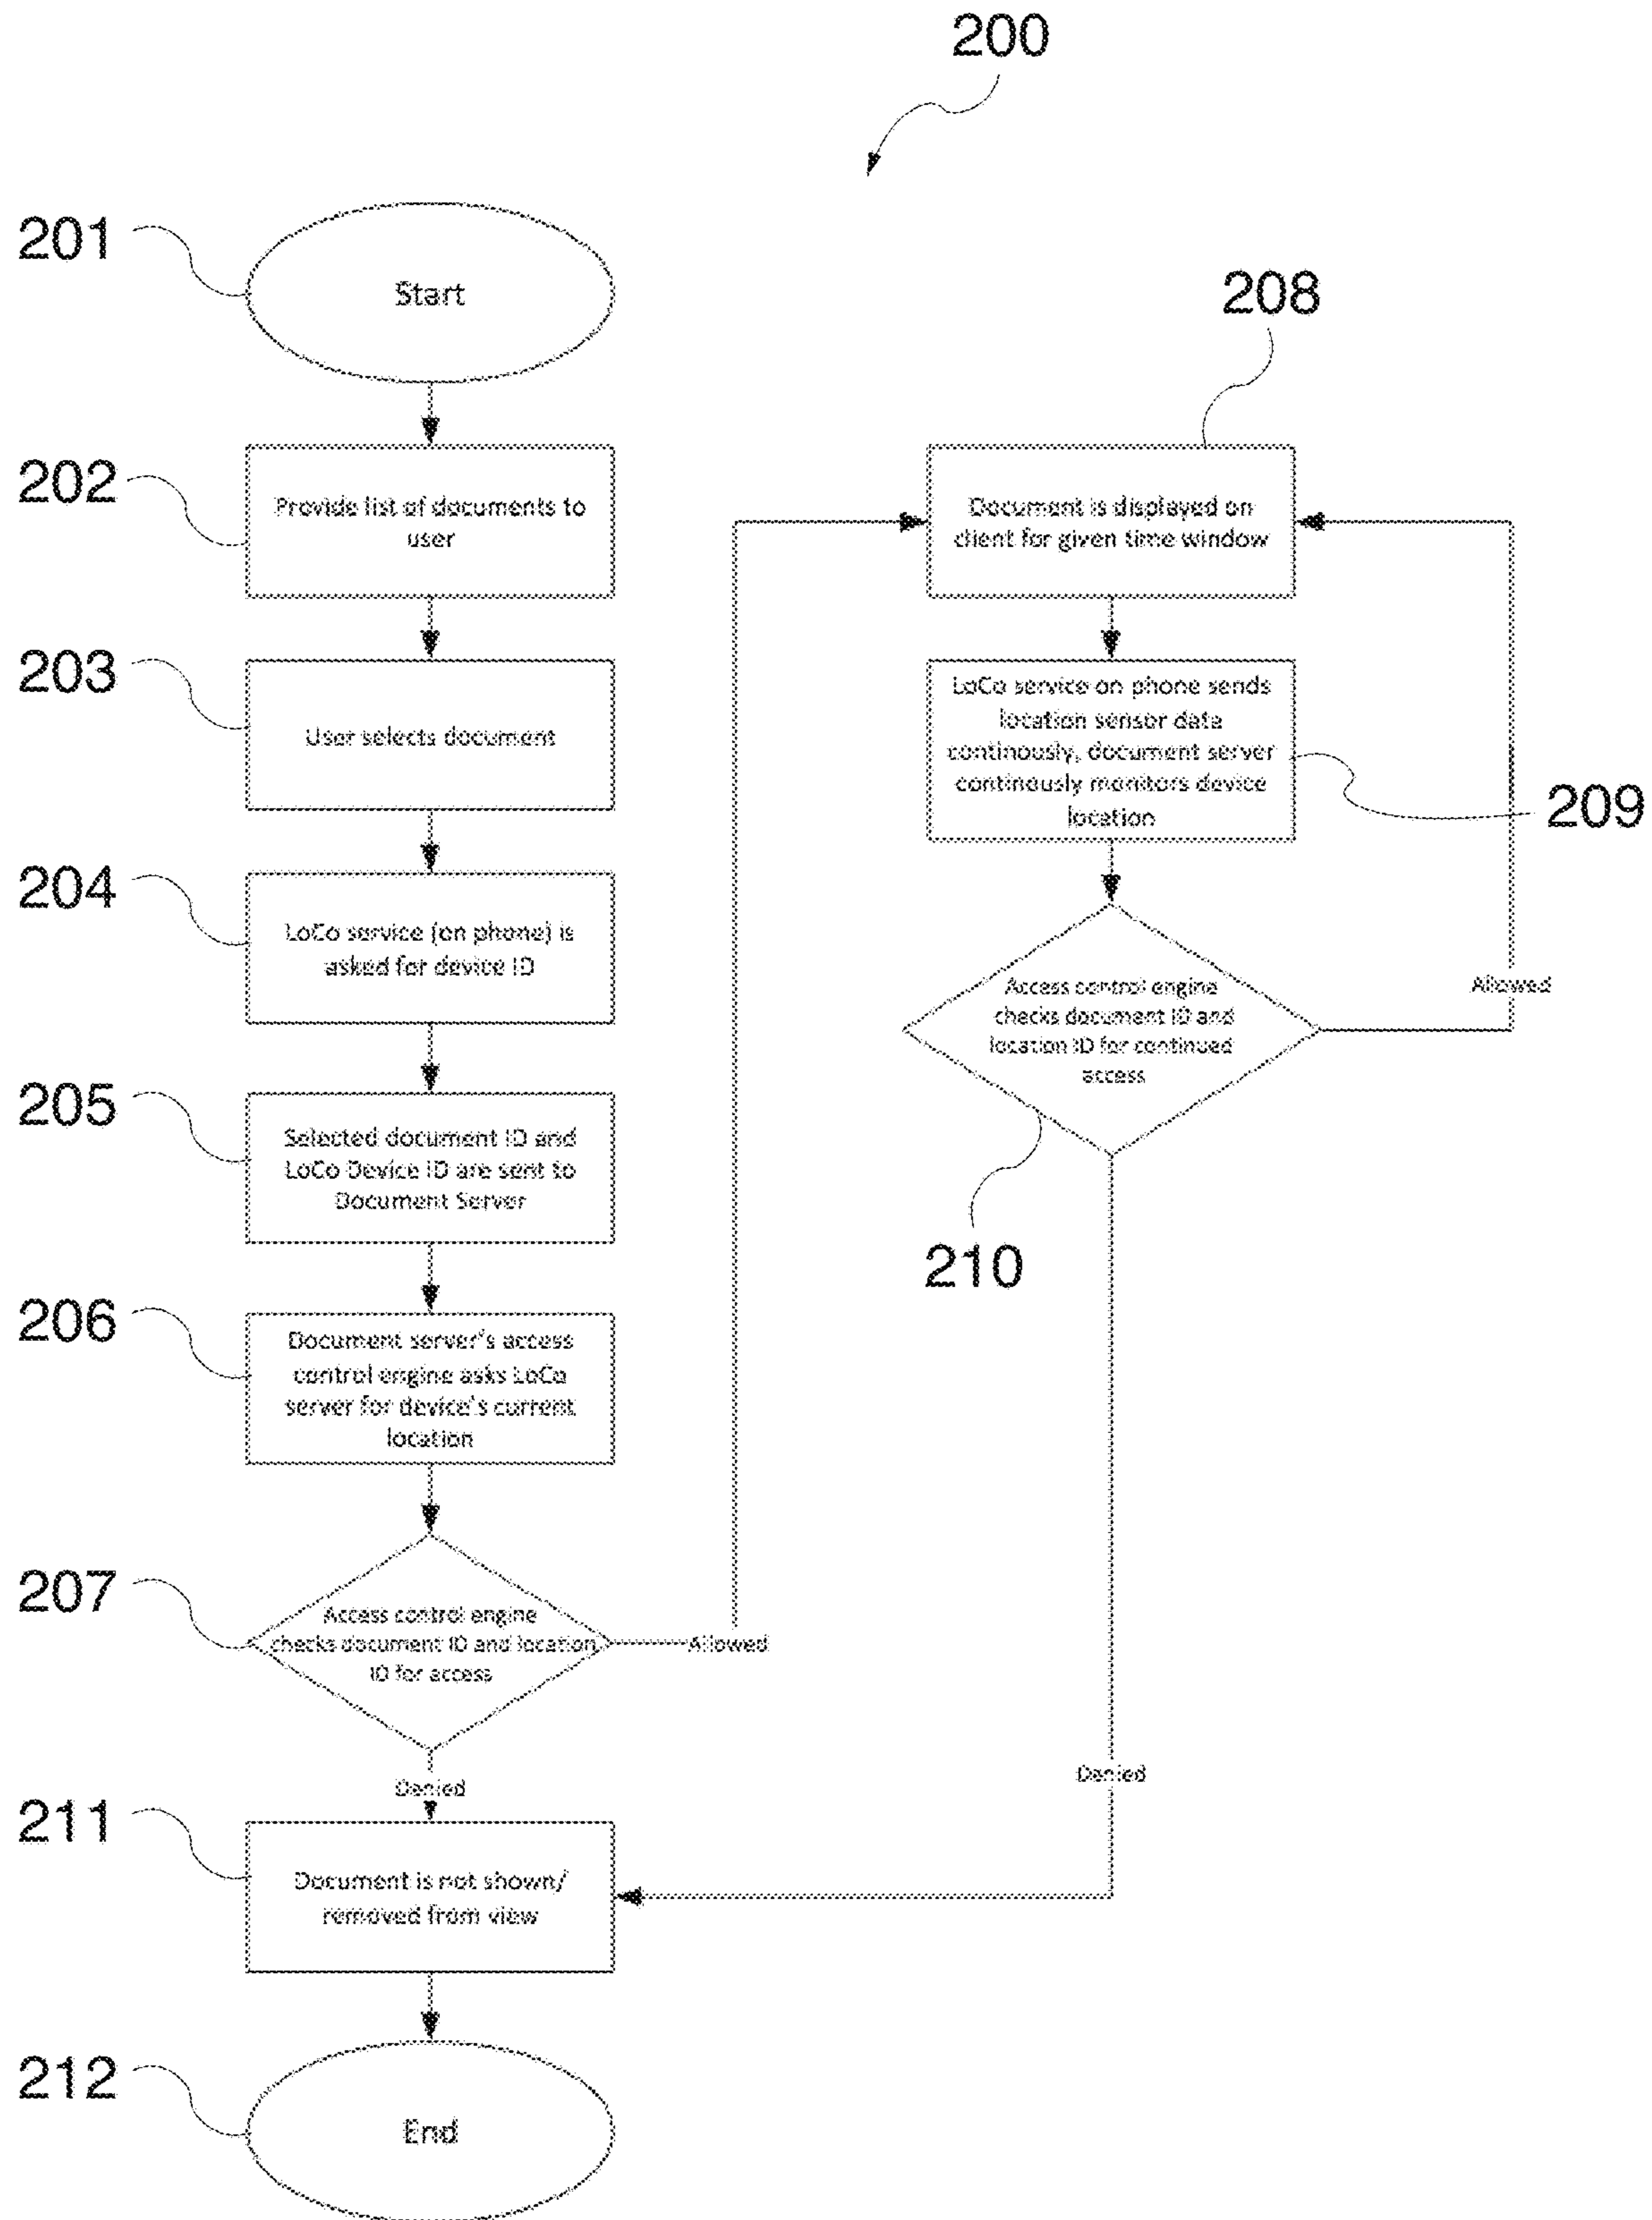 200
201
Start
202
Provide list of documents to
user
203
User selects document
204
LoCo service (on phone) is
asked for device ID
205
Selected document ID and
LoCo Device ID are sent to
Document Server
206
Document server's access
control engine asks LoCo
server for device's current
location
207
Access control engine
checks document ID and location
ID for access
Allowed
Denied
211
Document is not shown/
removed from view
212
End
208
Document is displayed on
client for given time window
LoCo service on phone sends
location sensor data
continously, document server
continously monitors device
location
209
Access control engine
checks document ID and
location ID for continued
access
Allowed
210
Denied